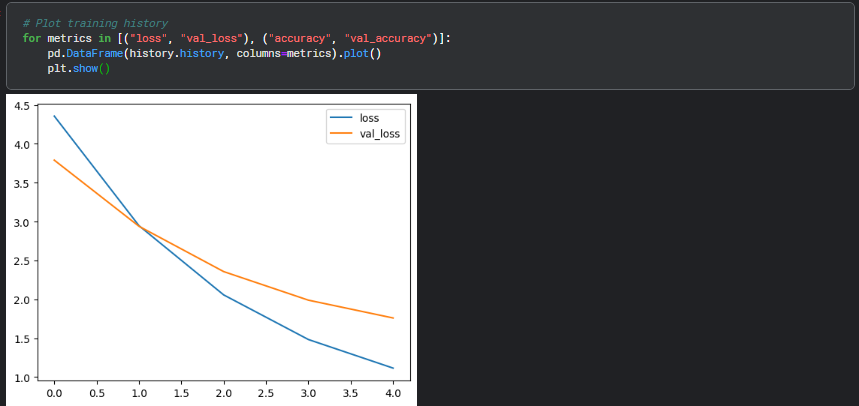 # Plot training history
for metrics in [("loss", "val_loss"), ("accuracy", "val_accuracy")]:
    pd.DataFrame(history.history, columns=metrics).plot()
    plt.show()
4.5
loss
val_loss
4.0
3.5
3.0
2.5
2.0
1.5
1.0
0.0 0.5 1.0 1.5 2.0 2.5 3.0 3.5 4.0